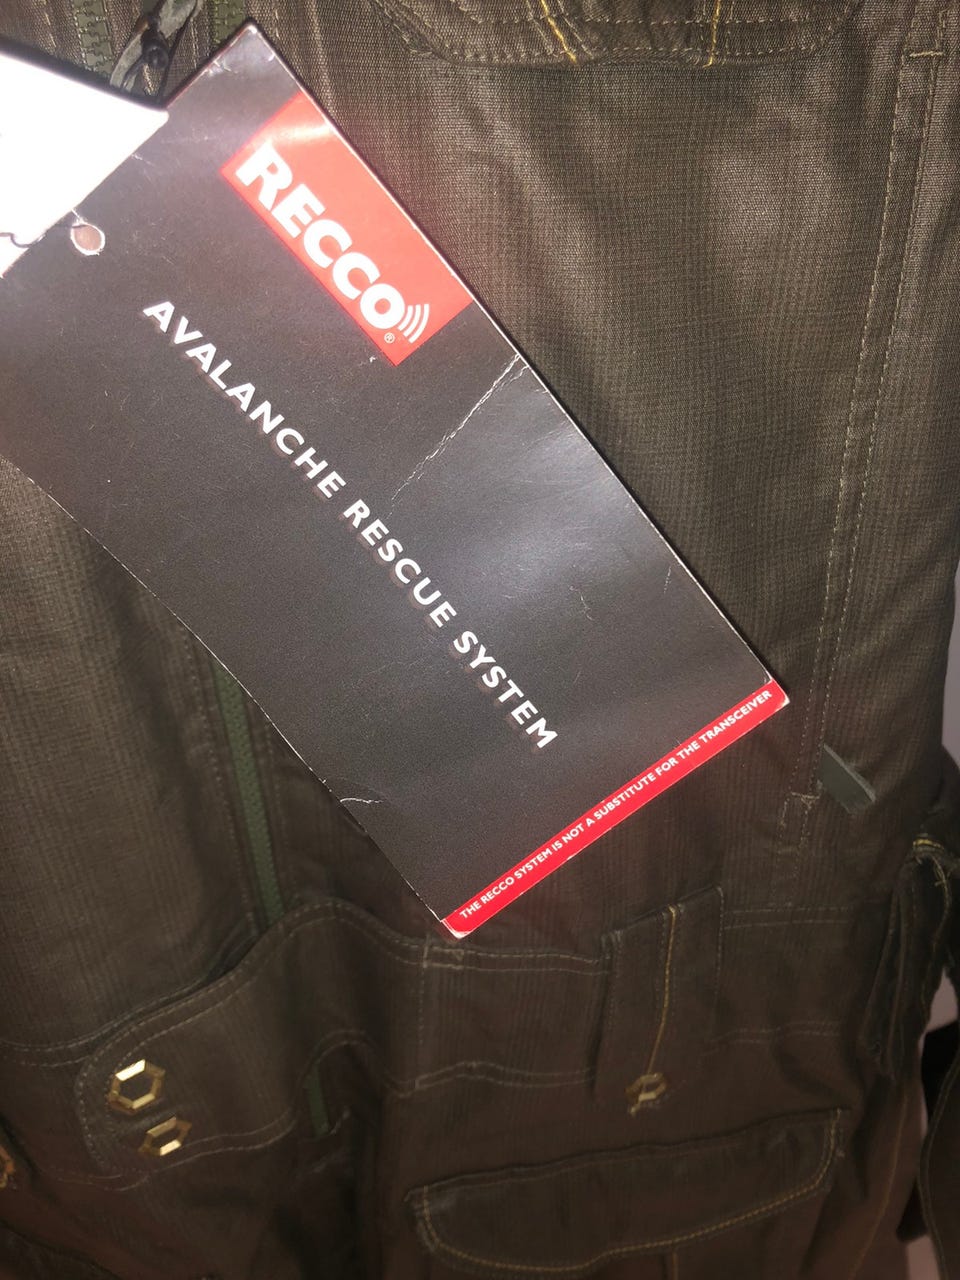 RECCO®
AVALANCHE RESCUE SYSTEM
THE RECCO SYSTEM IS NOT A SUBSTITUTE FOR THE TRANSCEIVER